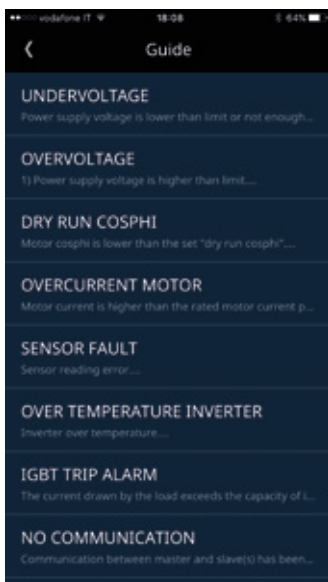 vodafone IT 18:08 64%
Guide
UNDERVOLTAGE
Power supply voltage is lower than limit or not enough...
OVERVOLTAGE
1) Power supply voltage is higher than limit....
DRY RUN COSPHI
Motor cosphi is lower than the set "dry run cosphi"....
OVERCURRENT MOTOR
Motor current is higher than the rated motor current p...
SENSOR FAULT
Sensor reading error....
OVER TEMPERATURE INVERTER
Inverter over temperature....
IGBT TRIP ALARM
The current drawn by the load exceeds the capacity of i...
NO COMMUNICATION
Communication between master and slave(s) has been...